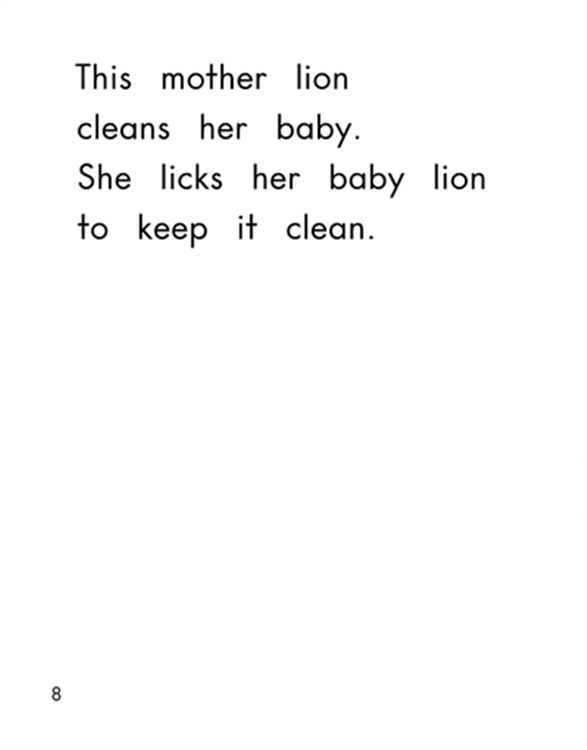 This mother lion
cleans her baby.
She licks her baby lion
to keep it clean.
8